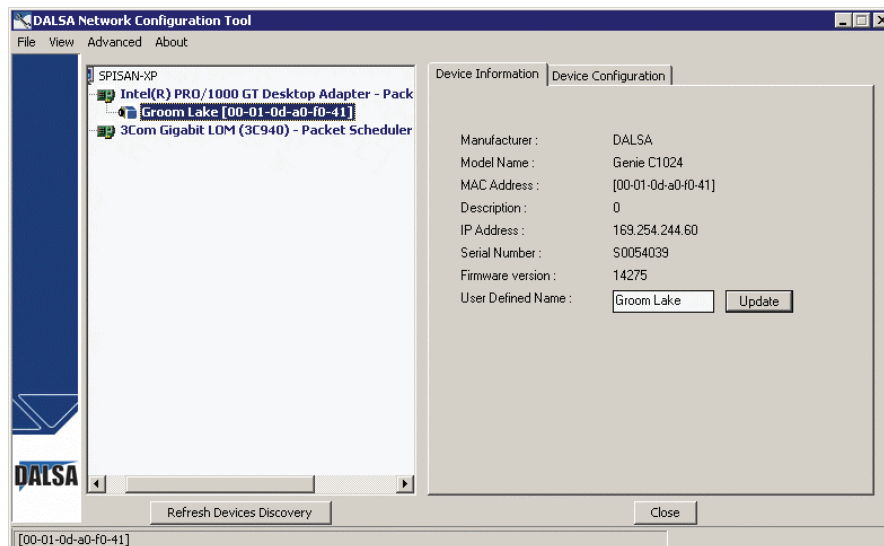 DALSA Network Configuration Tool
File View Advanced About
SPISAN-XP
Intel(R) PRO/1000 GT Desktop Adapter - Pack
Groom Lake [00-01-0d-a0-f0-41]
3Com Gigabit LOM (3C940) - Packet Scheduler
Device Information Device Configuration
Manufacturer : DALSA
Model Name : Genie C1024
MAC Address : [00-01-0d-a0-f0-41]
Description : 0
IP Address : 169.254.244.60
Serial Number : S0054039
Firmware version : 14275
User Defined Name : Groom Lake Update
DALSA
Refresh Devices Discovery Close
[00-01-0d-a0-f0-41]